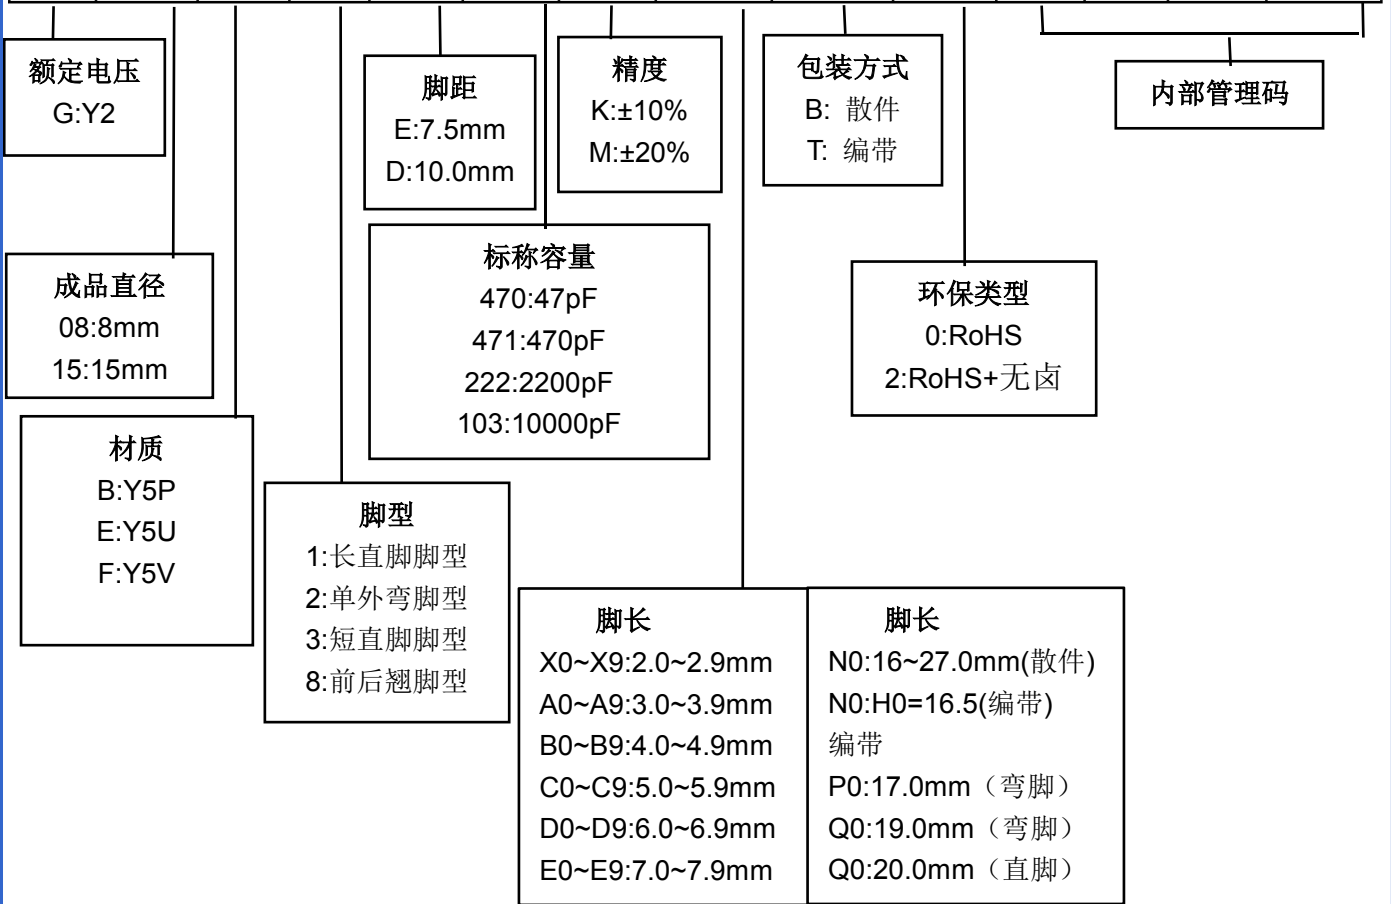 额定电压
G:Y2
脚距
E:7.5mm
D:10.0mm
精度
K:±10%
M:±20%
包装方式
B: 散件
T: 编带
内部管理码
成品直径
08:8mm
15:15mm
标称容量
470:47pF
471:470pF
222:2200pF
103:10000pF
环保类型
0:RoHS
2:RoHS+无卤
材质
B:Y5P
E:Y5U
F:Y5V
脚型
1:长直脚脚型
2:单外弯脚型
3:短直脚脚型
8:前后翘脚型
脚长
X0~X9:2.0~2.9mm
A0~A9:3.0~3.9mm
B0~B9:4.0~4.9mm
C0~C9:5.0~5.9mm
D0~D9:6.0~6.9mm
E0~E9:7.0~7.9mm
脚长
N0:16~27.0mm(散件)
N0:H0=16.5(编带)
编带
P0:17.0mm（弯脚）
Q0:19.0mm（弯脚）
Q0:20.0mm（直脚）